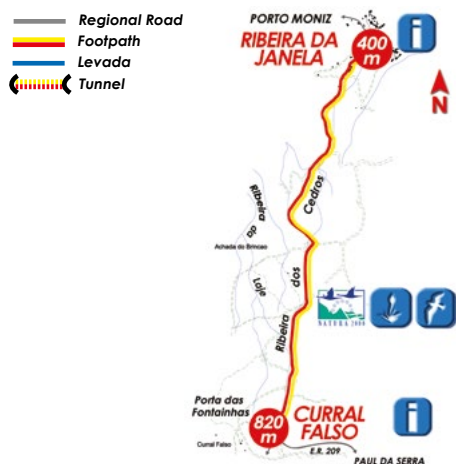 Regional Road
Footpath
Levada
Tunnel
PORTO MONIZ
RIBEIRA DA
JANELA
400
m
i
N
Cedros
Ribeira
do
Achada do Brincao
Laje
dos
NATURA 2000
Ribeira
Porta das
Fontainhas
820
m
CURRAL
FALSO
i
Curral Falso
E.R. 209
PAUL DA SERRA